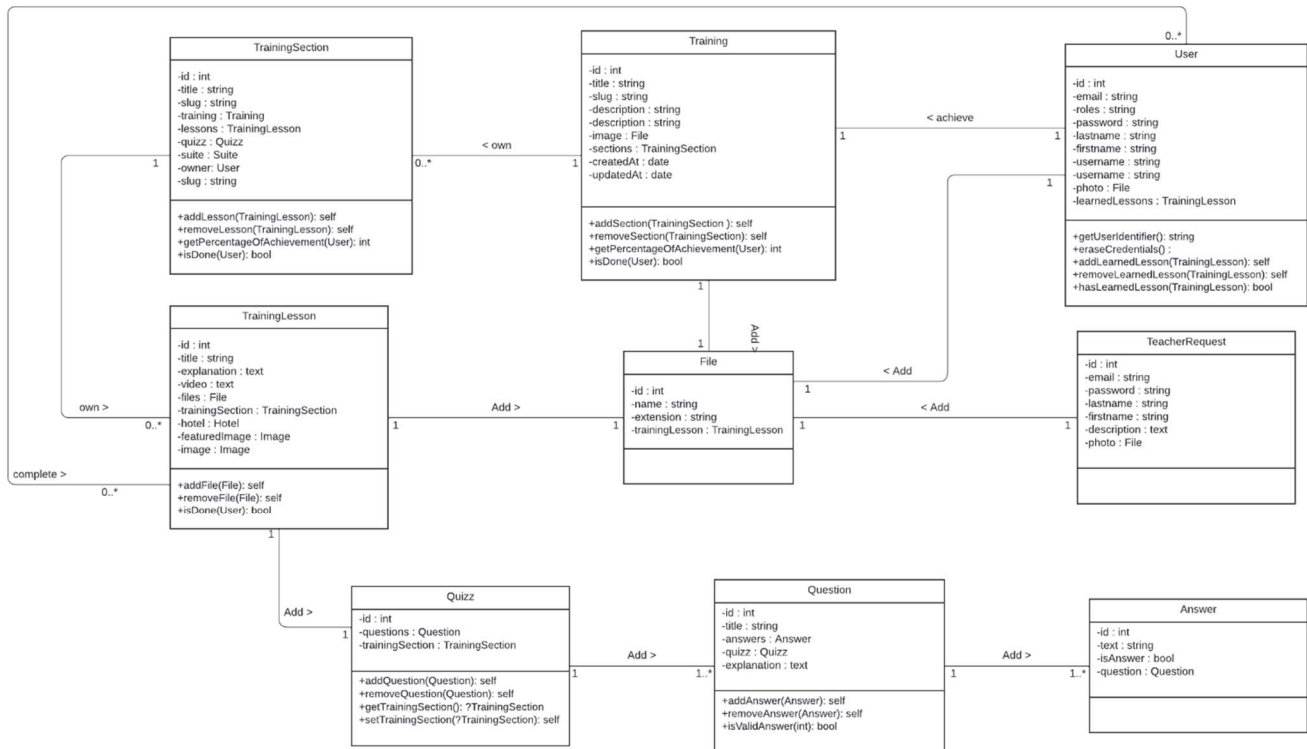 0..*
TrainingSection
-id : int
-title : string
-slug : string
-training : Training
-lessons : TrainingLesson
-quizz : Quizz
-suite : Suite
-owner: User
-slug : string
+addLesson(TrainingLesson): self
+removeLesson(TrainingLesson): self
+getPercentageOfAchievement(User): int
+isDone(User): bool
1
0..*
< own
1
Training
-id : int
-title : string
-slug : string
-description : string
-description : string
-image : File
-sections : TrainingSection
-createdAt : date
-updatedAt : date
+addSection(TrainingSection ): self
+removeSection(TrainingSection): self
+getPercentageOfAchievement(User): int
+isDone(User): bool
1
< achieve
1
User
-id : int
-email : string
-roles : string
-password : string
-lastname : string
-firstname : string
-username : string
-username : string
-photo : File
-learnedLessons : TrainingLesson
+getUserIdentifier(): string
+eraseCredentials() :
+addLearnedLesson(TrainingLesson): self
+removeLearnedLesson(TrainingLesson): self
+hasLearnedLesson(TrainingLesson): bool
1
1
Add >
1
TrainingLesson
-id : int
-title : string
-explanation : text
-video : text
-files : File
-trainingSection : TrainingSection
-hotel : Hotel
-featuredImage : Image
-image : Image
+addFile(File): self
+removeFile(File): self
+isDone(User): bool
own >
0..*
complete >
0..*
1
Add >
1
File
-id : int
-name : string
-extension : string
-trainingLesson : TrainingLesson
1
< Add
1
< Add
1
TeacherRequest
-id : int
-email : string
-password : string
-lastname : string
-firstname : string
-description : text
-photo : File
1
Add >
1
Quizz
-id : int
-questions : Question
-trainingSection : TrainingSection
+addQuestion(Question): self
+removeQuestion(Question): self
+getTrainingSection(): ?TrainingSection
+setTrainingSection(?TrainingSection): self
1
Add >
1..*
Question
-id : int
-title : string
-answers : Answer
-quizz : Quizz
-explanation : text
+addAnswer(Answer): self
+removeAnswer(Answer): self
+isValidAnswer(int): bool
1
Add >
1..*
Answer
-id : int
-text : string
-isAnswer : bool
-question : Question